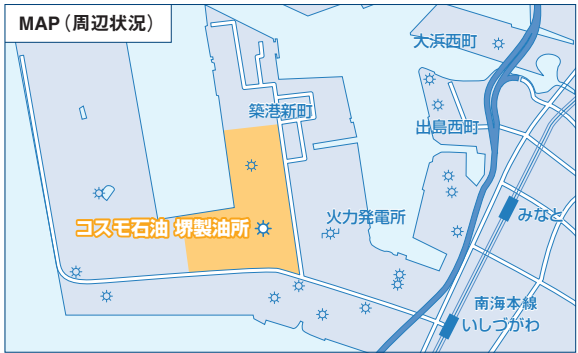 MAP（周辺状況）
大浜西町
築港新町
出島西町
コスモ石油 堺製油所
火力発電所
みなと
南海本線
いしづがわ